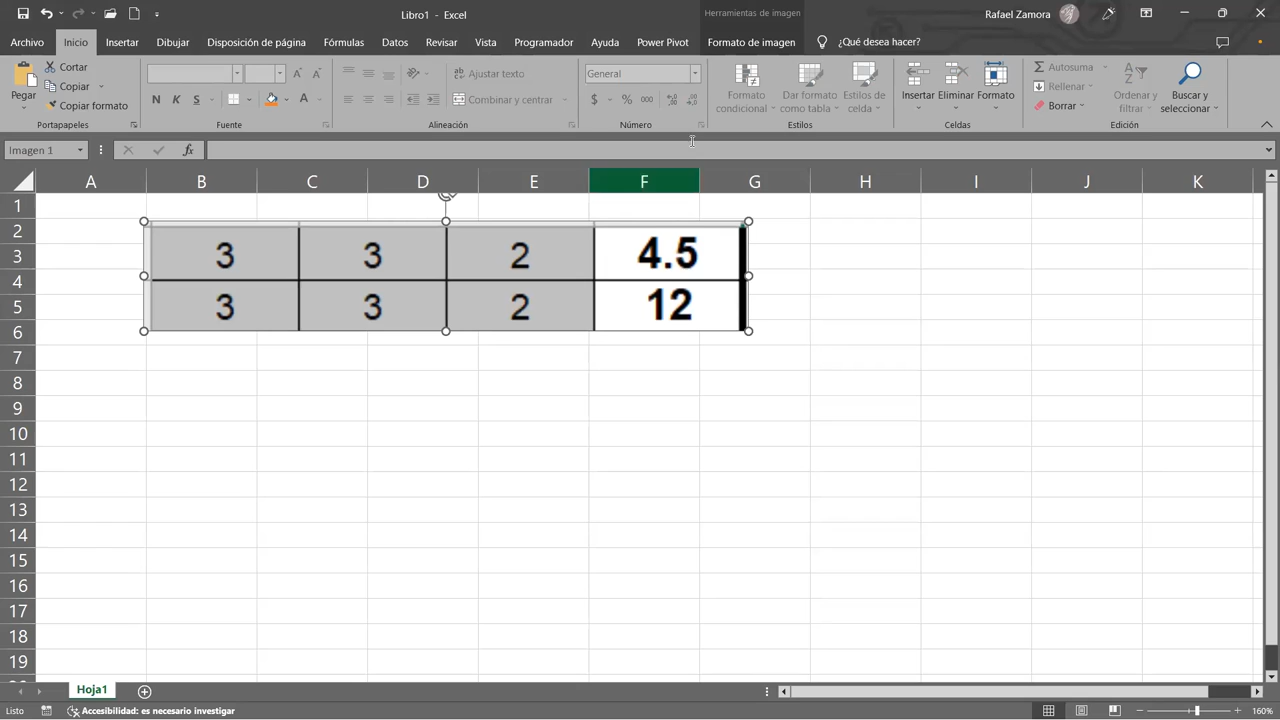 Libro1 - Excel
Herramientas de imagen
Rafael Zamora
Archivo Inicio Insertar Dibujar Disposición de página Fórmulas Datos Revisar Vista Programador Ayuda Power Pivot Formato de imagen ¿Qué desea hacer?
Pegar
Cortar
Copiar
Copiar formato
Portapapeles
N K S A
Fuente
ab Ajustar texto
Combinar y centrar
Alineación
General
$ % 000
Número
Formato condicional
Dar formato como tabla
Estilos de celda
Estilos
Insertar Eliminar Formato
Celdas
Autosuma
Rellenar
Borrar
Ordenar y filtrar
Buscar y seleccionar
Edición
Imagen 1 fx
A B C D E F G H I J K
1
2
3
4
5
6
7
8
9
10
11
12
13
14
15
16
17
18
19
3 3 2 4.5
3 3 2 12
Hoja1
Listo Accesibilidad: es necesario investigar 160%